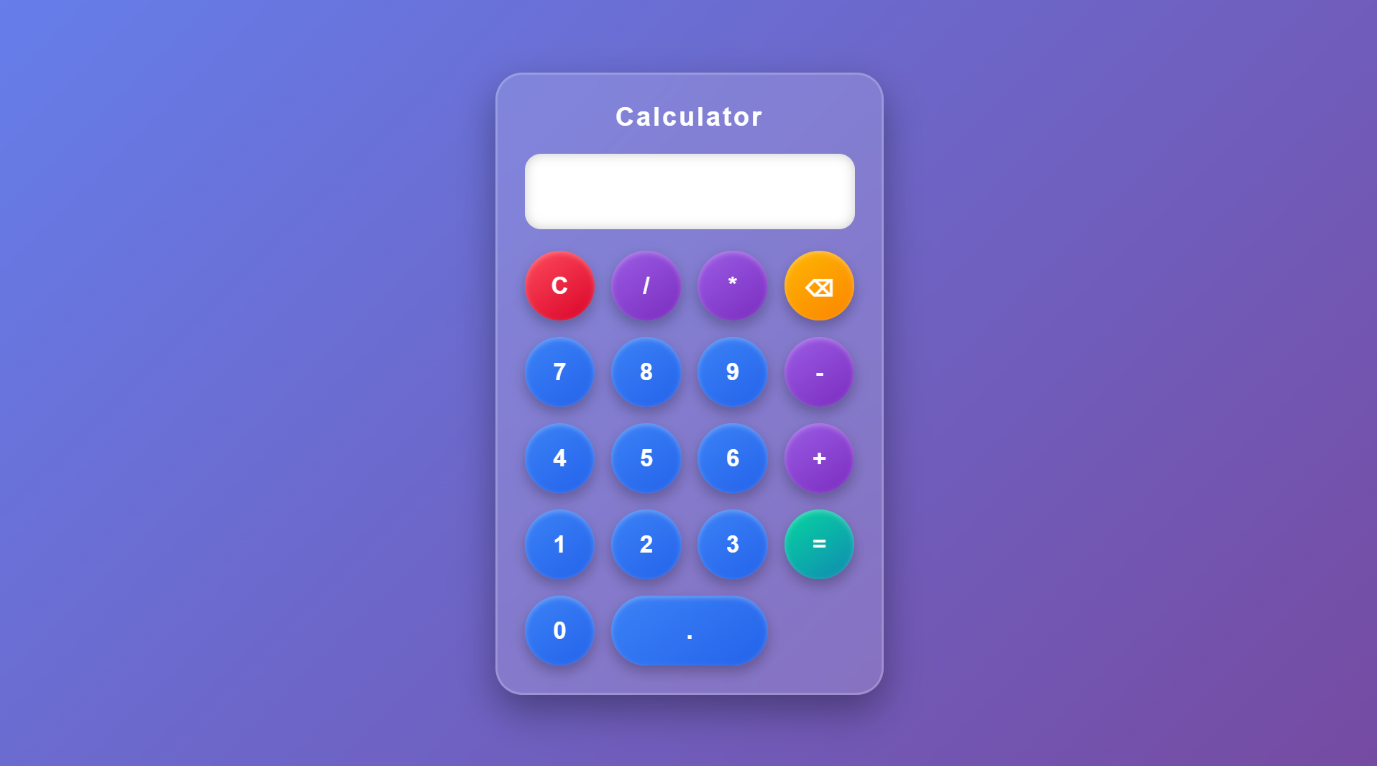 Calculator
C / * ⌫
7 8 9 -
4 5 6 +
1 2 3 =
0 .